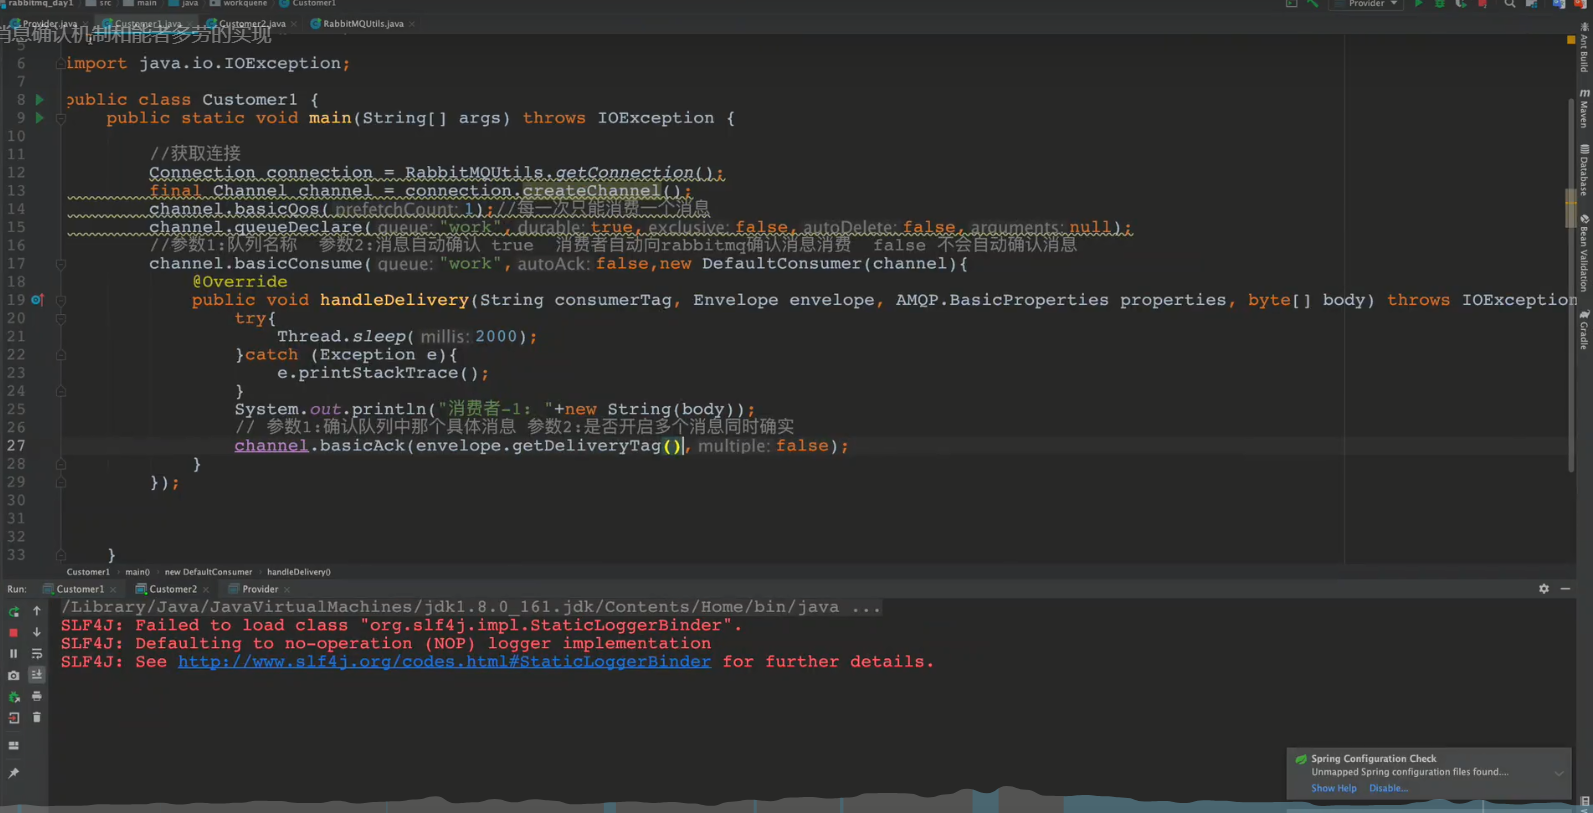 rabbitmq_day1 src main java workquene Customer1
Provider
Provider.java Customer1.java Customer2.java RabbitMQUtils.java
消息确认机制和能者多劳的实现
5
6 import java.io.IOException;
7
8 public class Customer1 {
9 public static void main(String[] args) throws IOException {
10
11 //获取连接
12 Connection connection = RabbitMQUtils.getConnection();
13 final Channel channel = connection.createChannel();
14 channel.basicQos( prefetchCount: 1);//每一次只能消费一个消息
15 channel.queueDeclare( queue: "work", durable: true, exclusive: false, autoDelete: false, arguments: null);
16 //参数1:队列名称 参数2:消息自动确认 true 消费者自动向rabbitmq确认消息消费 false 不会自动确认消息
17 channel.basicConsume( queue: "work", autoAck: false,new DefaultConsumer(channel){
18 @Override
19 public void handleDelivery(String consumerTag, Envelope envelope, AMQP.BasicProperties properties, byte[] body) throws IOException
20 try{
21 Thread.sleep( millis: 2000);
22 }catch (Exception e){
23 e.printStackTrace();
24 }
25 System.out.println("消费者-1: "+new String(body));
26 // 参数1:确认队列中那个具体消息 参数2:是否开启多个消息同时确实
27 channel.basicAck(envelope.getDeliveryTag(), multiple: false);
28 }
29 });
30
31
32
33 }
Customer1 › main() › new DefaultConsumer › handleDelivery()
Ant Build
Maven
Database
Bean Validation
Gradle
Run: Customer1 Customer2 Provider
/Library/Java/JavaVirtualMachines/jdk1.8.0_161.jdk/Contents/Home/bin/java ...
SLF4J: Failed to load class "org.slf4j.impl.StaticLoggerBinder".
SLF4J: Defaulting to no-operation (NOP) logger implementation
SLF4J: See http://www.slf4j.org/codes.html#StaticLoggerBinder for further details.
Spring Configuration Check
Unmapped Spring configuration files found....
Show Help Disable...